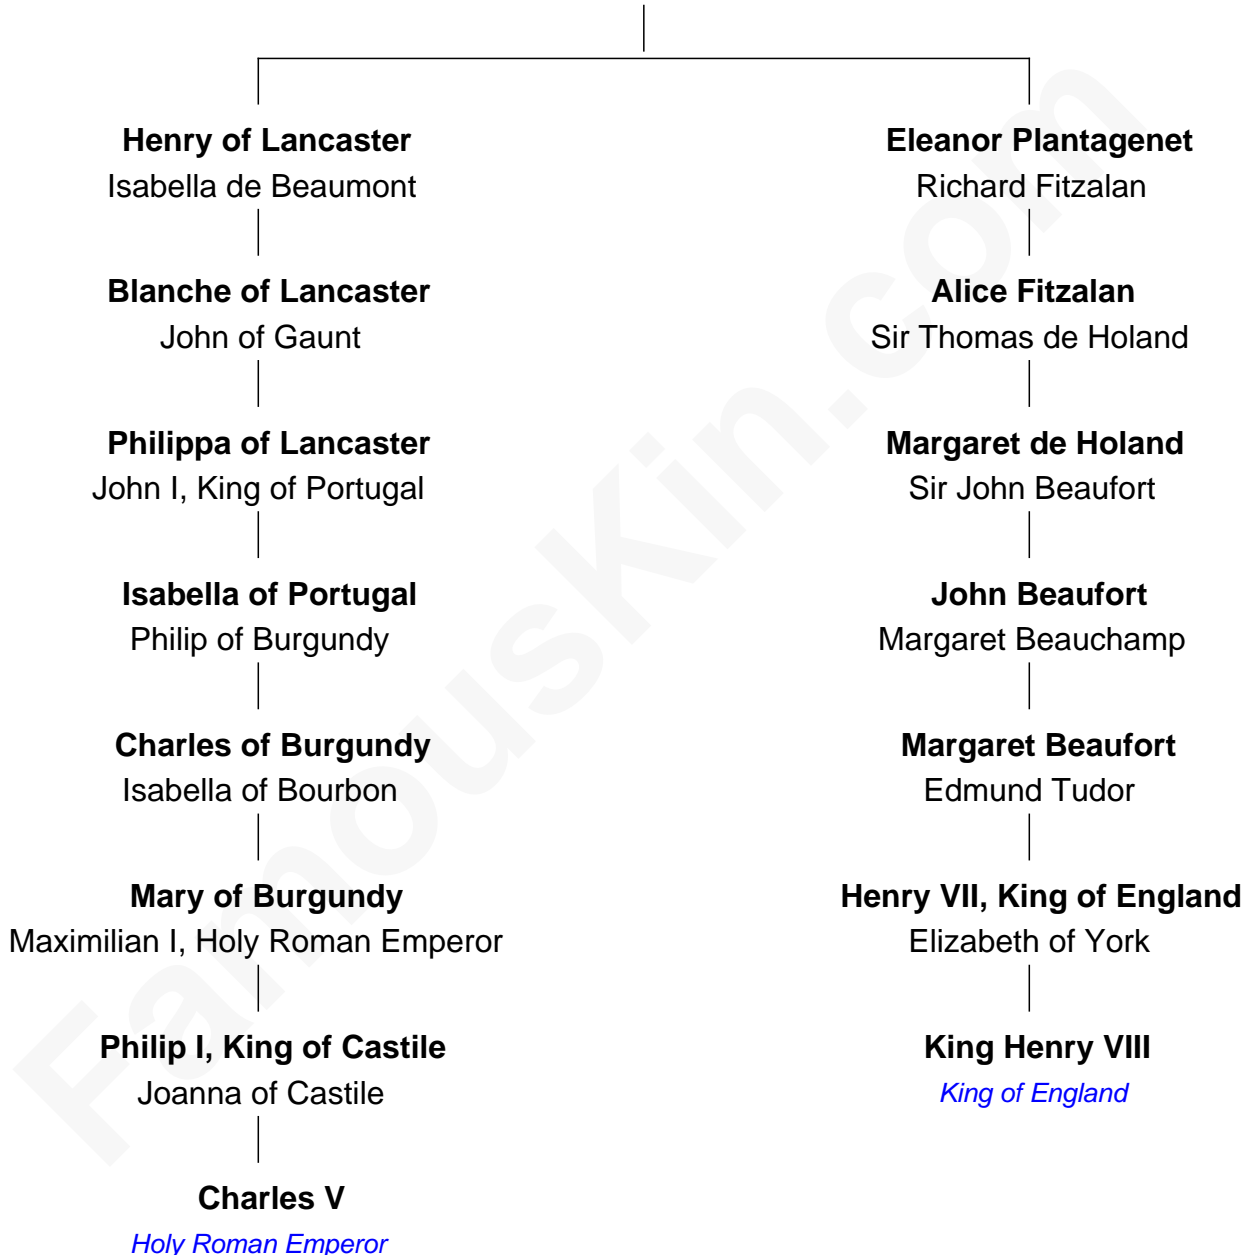 Henry of Lancaster
Isabella de Beaumont
Blanche of Lancaster
John of Gaunt
Philippa of Lancaster
John I, King of Portugal
Isabella of Portugal
Philip of Burgundy
Charles of Burgundy
Isabella of Bourbon
Mary of Burgundy
Maximilian I, Holy Roman Emperor
Philip I, King of Castile
Joanna of Castile
Charles V
Holy Roman Emperor
Eleanor Plantagenet
Richard Fitzalan
Alice Fitzalan
Sir Thomas de Holand
Margaret de Holand
Sir John Beaufort
John Beaufort
Margaret Beauchamp
Margaret Beaufort
Edmund Tudor
Henry VII, King of England
Elizabeth of York
King Henry VIII
King of England
FamousKin.com